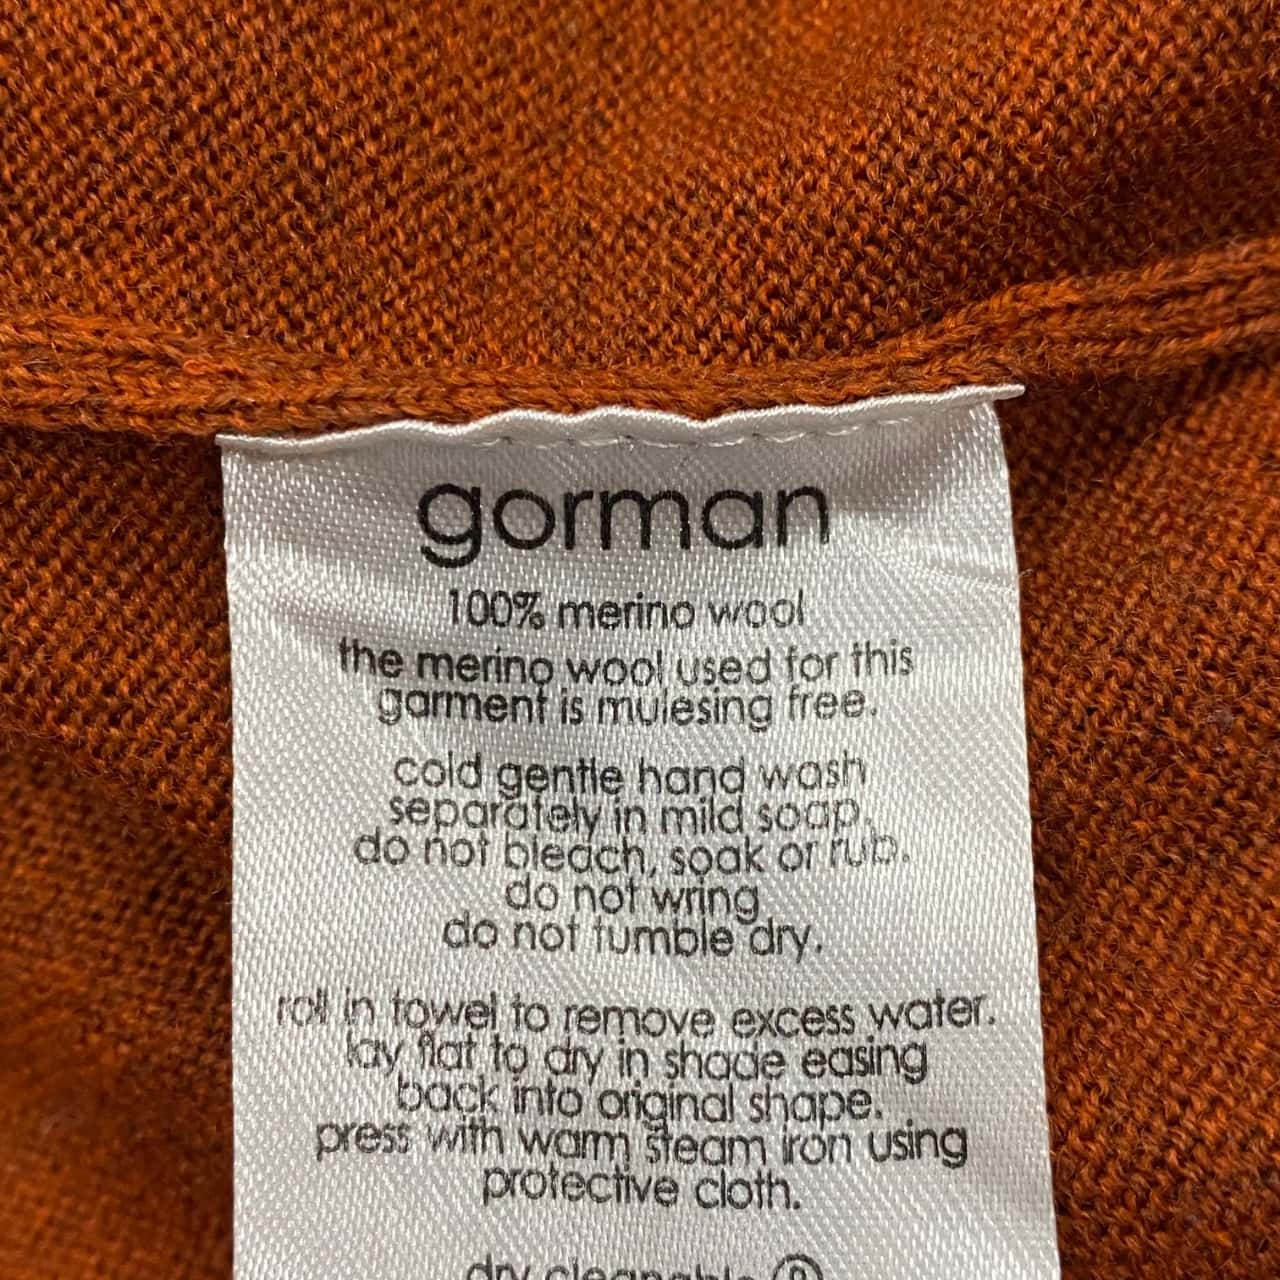 gorman
100% merino wool
the merino wool used for this
garment is mulesing free.
cold gentle hand wash
separately in mild soap.
do not bleach, soak or rub.
do not wring
do not tumble dry.
roll in towel to remove excess water.
lay flat to dry in shade easing
back into original shape.
press with warm steam iron using
protective cloth.
dry cleanable